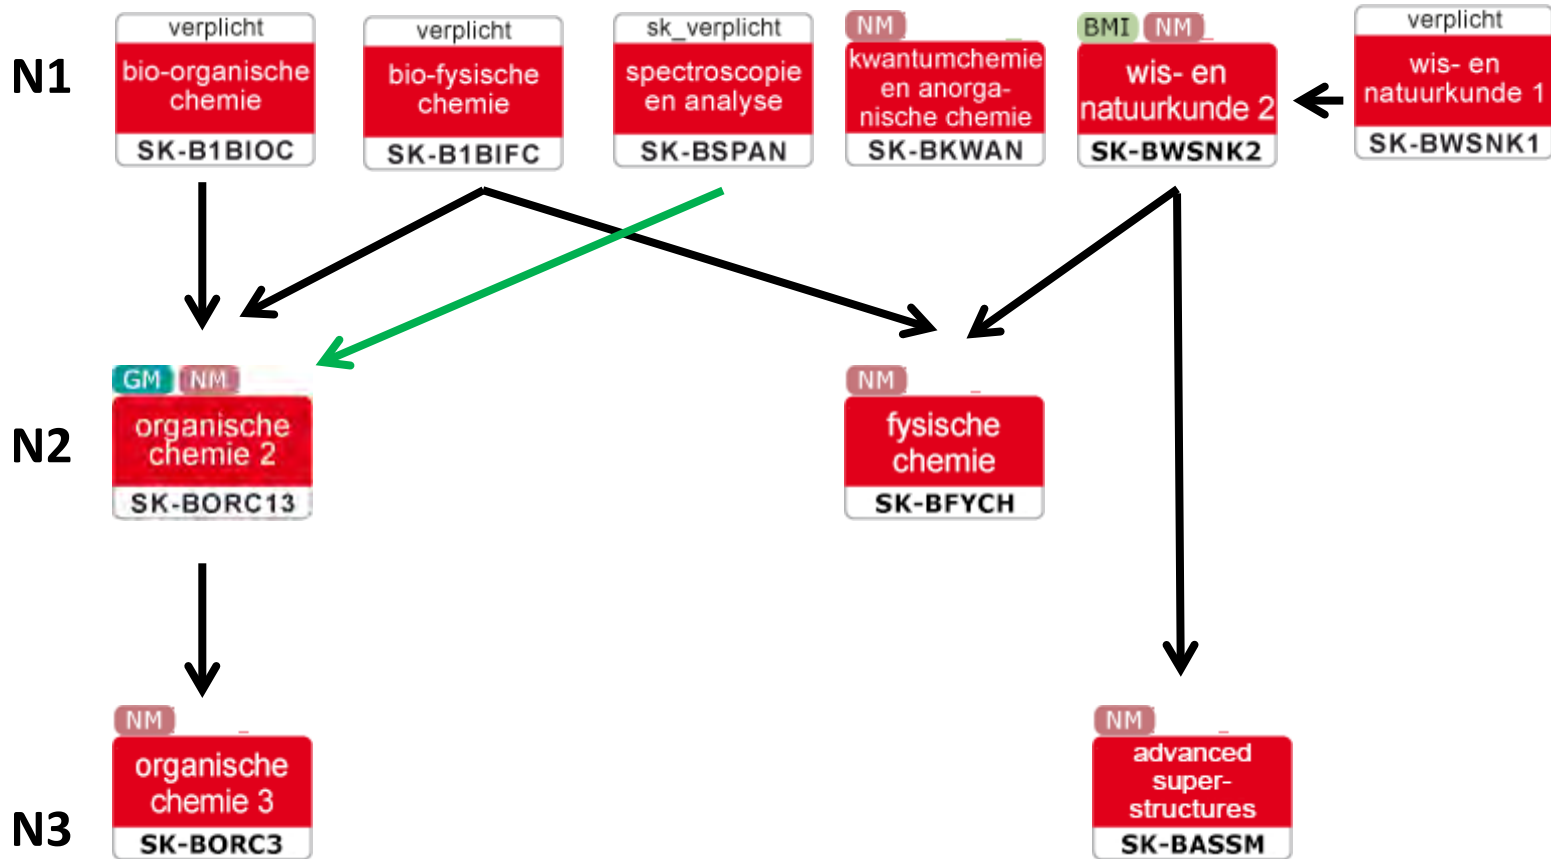 N1
verplicht
bio-organische
chemie
SK-B1BIOC
verplicht
bio-fysische
chemie
SK-B1BIFC
sk_verplicht
spectroscopie
en analyse
SK-BSPAN
NM
kwantumchemie
en anorga-
nische chemie
SK-BKWAN
BMI NM
wis- en
natuurkunde 2
SK-BWSNK2
verplicht
wis- en
natuurkunde 1
SK-BWSNK1
N2
GM NM
organische
chemie 2
SK-BORC13
NM
fysische
chemie
SK-BFYCH
N3
NM
organische
chemie 3
SK-BORC3
NM
advanced
super-
structures
SK-BASSM